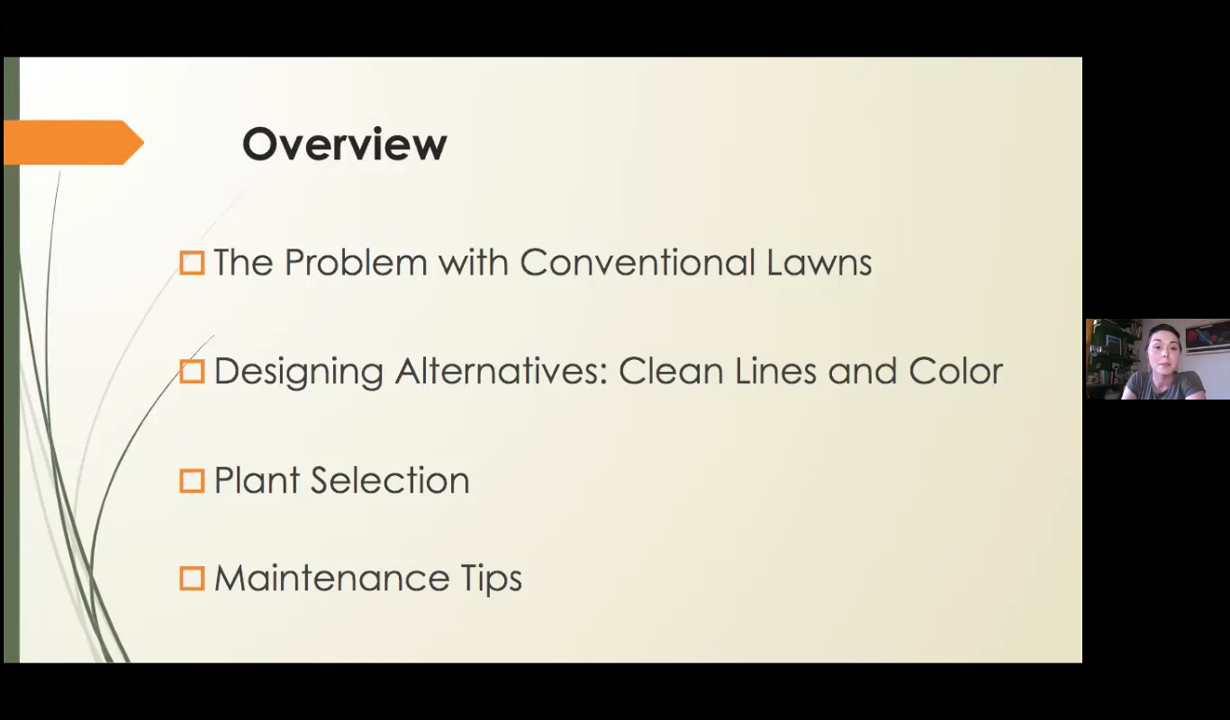 Overview
The Problem with Conventional Lawns
Designing Alternatives: Clean Lines and Color
Plant Selection
Maintenance Tips